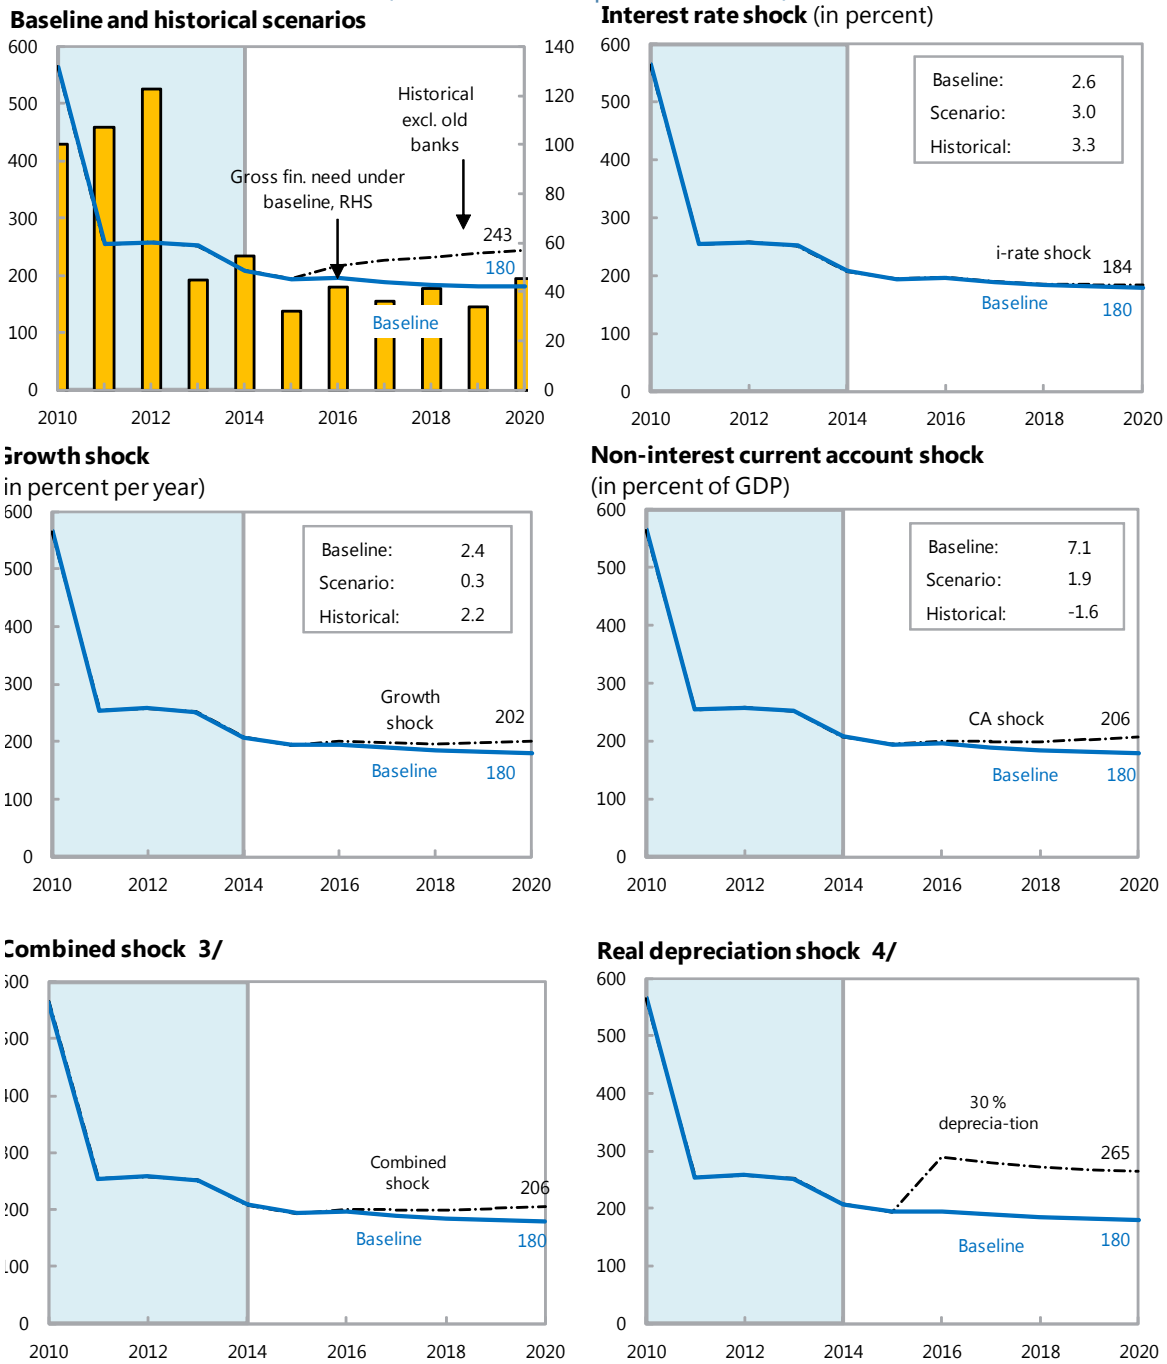 Baseline and historical scenarios
600
500
400
300
200
100
0
140
120
100
80
60
40
20
0
Historical
excl. old
banks
Gross fin. need under
baseline, RHS
243
180
Baseline
2010
2012
2014
2016
2018
2020
Interest rate shock (in percent)
600
500
400
300
200
100
0
Baseline: 2.6
Scenario: 3.0
Historical: 3.3
i-rate shock
184
Baseline
180
2010
2012
2014
2016
2018
2020
Growth shock
in percent per year)
600
500
400
300
200
100
0
Baseline: 2.4
Scenario: 0.3
Historical: 2.2
Growth
shock
202
Baseline
180
2010
2012
2014
2016
2018
2020
Non-interest current account shock
(in percent of GDP)
600
500
400
300
200
100
0
Baseline: 7.1
Scenario: 1.9
Historical: -1.6
CA shock
206
Baseline
180
2010
2012
2014
2016
2018
2020
Combined shock 3/
600
500
400
300
200
100
0
Combined
shock
206
Baseline
180
2010
2012
2014
2016
2018
2020
Real depreciation shock 4/
600
500
400
300
200
100
0
30 %
deprecia-tion
265
Baseline
180
2010
2012
2014
2016
2018
2020